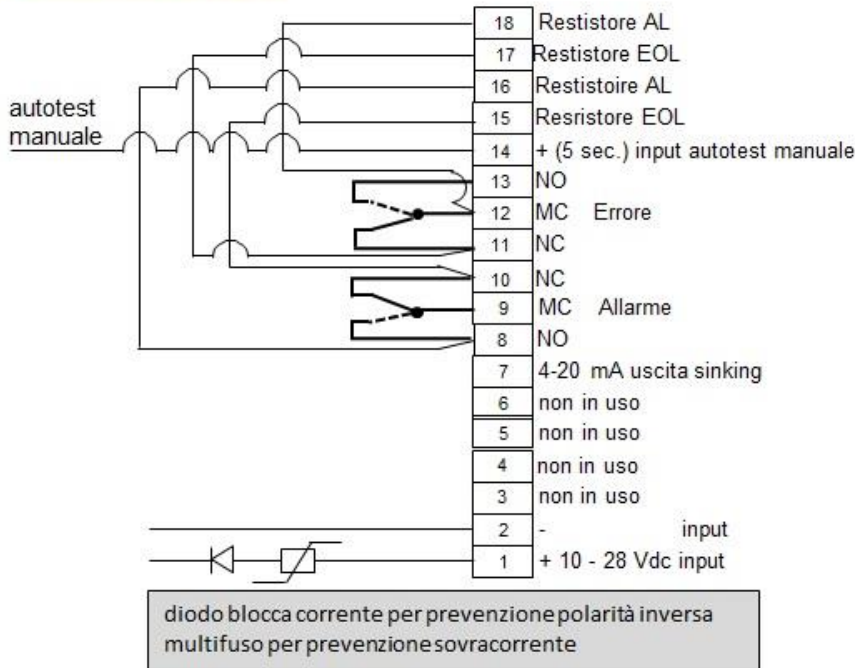 18 Restistore AL
17 Restistore EOL
16 Restistoire AL
autotest
manuale
15 Resristore EOL
14 + (5 sec.) input autotest manuale
13 NO
12 MC Errore
11 NC
10 NC
9 MC Allarme
8 NO
7 4-20 mA uscita sinking
6 non in uso
5 non in uso
4 non in uso
3 non in uso
2 - input
1 + 10 - 28 Vdc input
diodo blocca corrente per prevenzione polarità inversa
multifuso per prevenzione sovracorrente